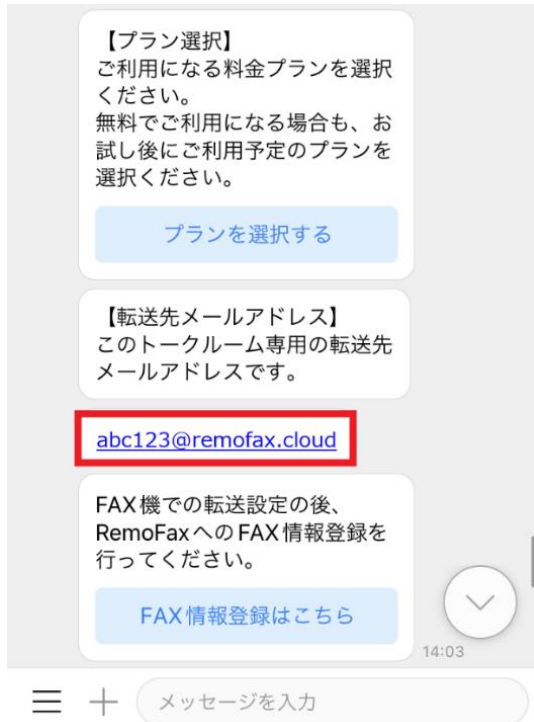 【プラン選択】
ご利用になる料金プランを選択
ください。
無料でご利用になる場合も、お
試し後にご利用予定のプランを
選択ください。
プランを選択する
【転送先メールアドレス】
このトークルーム専用の転送先
メールアドレスです。
abc123@remofax.cloud
FAX機での転送設定の後、
RemoFaxへのFAX情報登録を
行ってください。
FAX情報登録はこちら
14:03
メッセージを入力